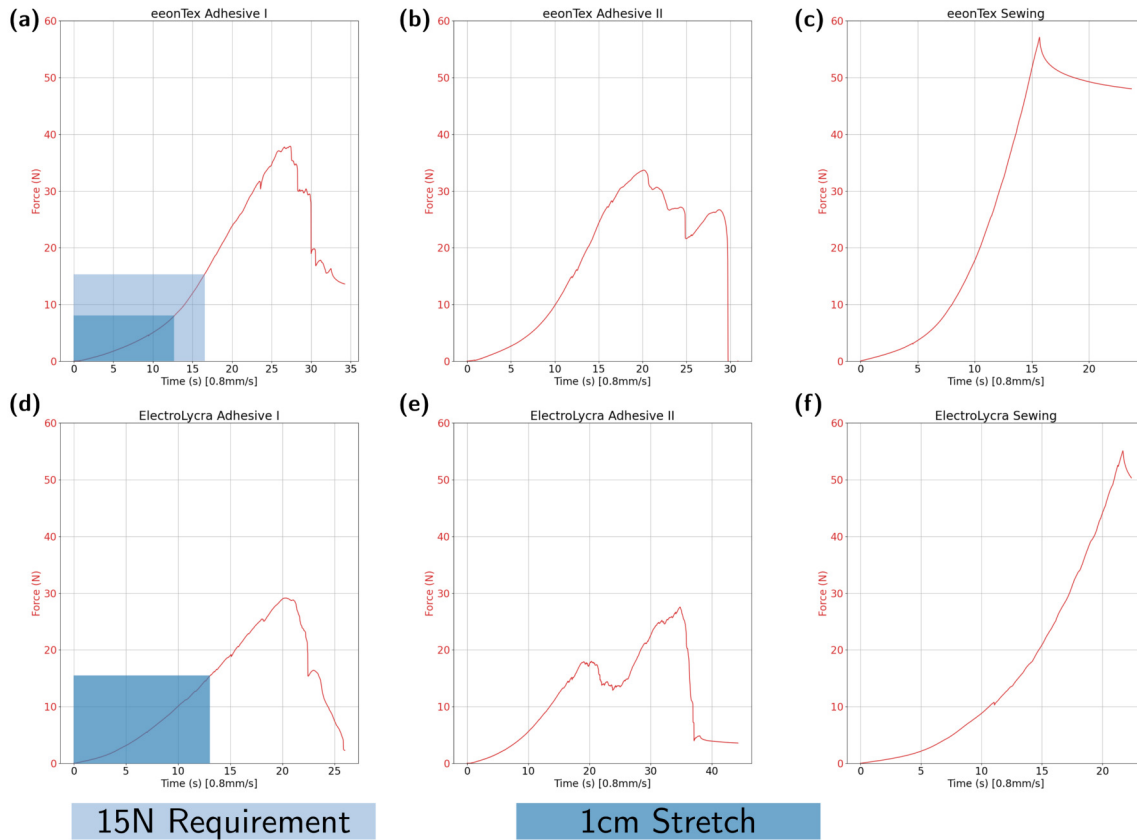 (a)
eeonTex Adhesive I
60
50
40
30
20
10
0
Force (N)
0 5 10 15 20 25 30 35
Time (s) [0.8mm/s]
(b)
eeonTex Adhesive II
60
50
40
30
20
10
0
Force (N)
0 5 10 15 20 25 30
Time (s) [0.8mm/s]
(c)
eeonTex Sewing
60
50
40
30
20
10
0
Force (N)
0 5 10 15 20
Time (s) [0.8mm/s]
(d)
ElectroLycra Adhesive I
60
50
40
30
20
10
0
Force (N)
0 5 10 15 20 25
Time (s) [0.8mm/s]
(e)
ElectroLycra Adhesive II
60
50
40
30
20
10
0
Force (N)
0 10 20 30 40
Time (s) [0.8mm/s]
(f)
ElectroLycra Sewing
60
50
40
30
20
10
0
Force (N)
0 5 10 15 20
Time (s) [0.8mm/s]
15N Requirement
1cm Stretch